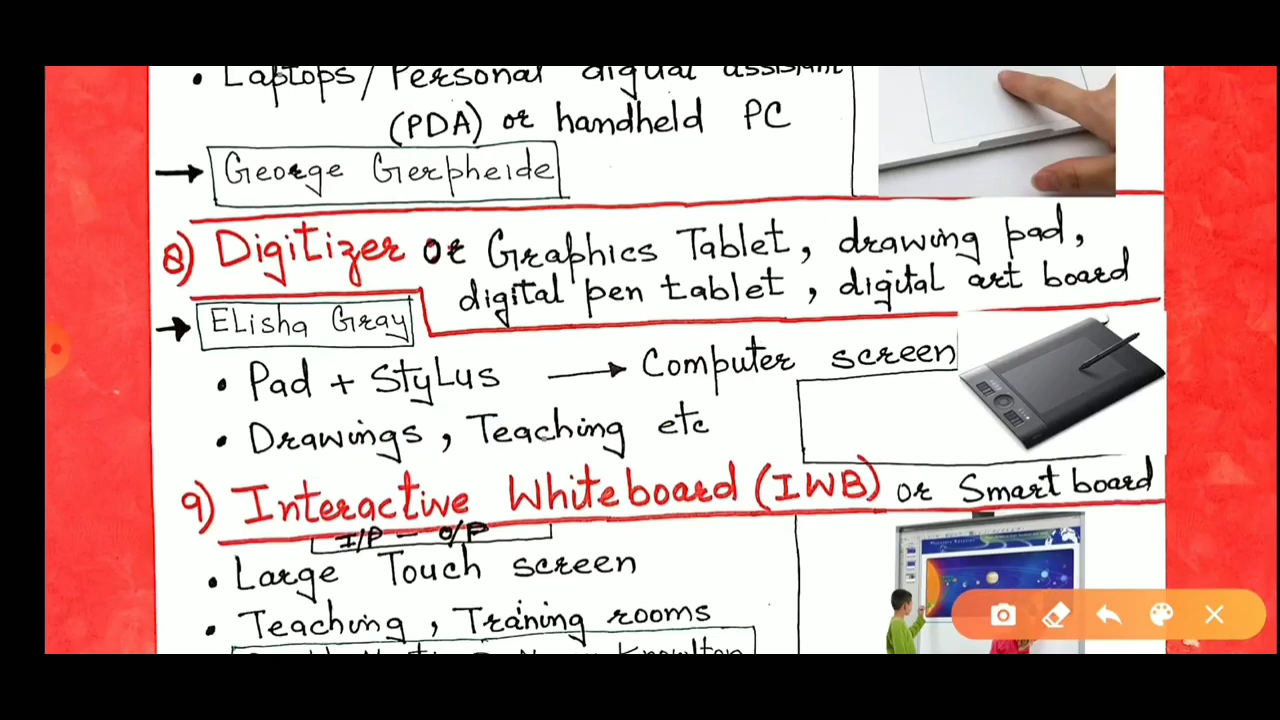 • Laptops / Personal digital assistant
(PDA) or handheld PC
→ George Gerpheide
8) Digitizer or Graphics Tablet, drawing pad,
digital pen tablet, digital art board
→ Elisha Gray
• Pad + Stylus → Computer screen
• Drawings, Teaching etc
9) Interactive Whiteboard (IWB) or Smart board
I/P - O/P
• Large Touch screen
• Teaching, Training rooms
Knowlton